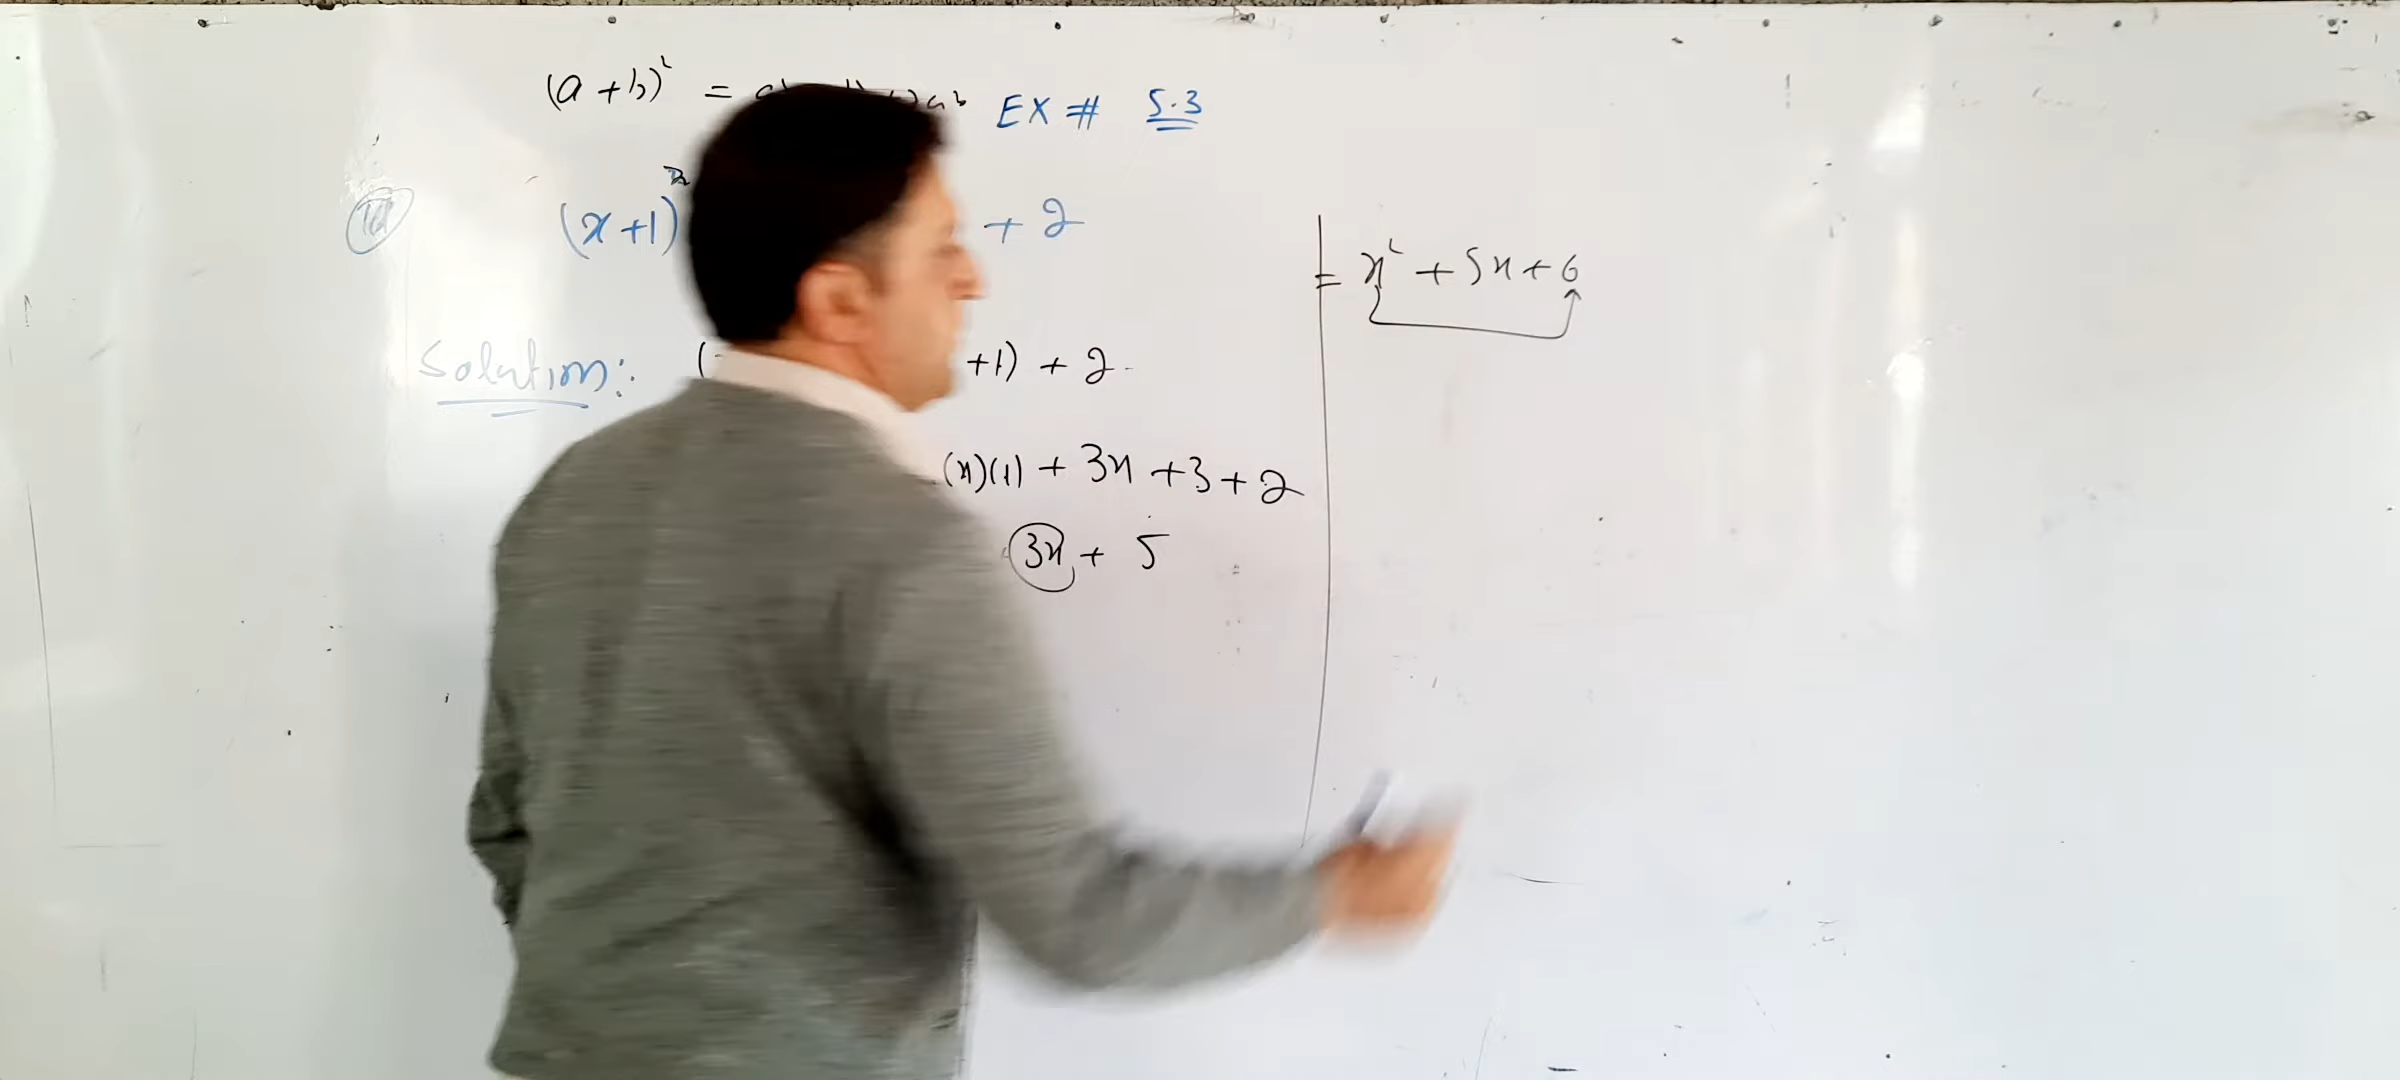 (a + b)² = a
EX # 5.3
(x + 1)² + 2
Solution: ( +1) + 2
(x)(1) + 3x + 3 + 2
3x + 5
= x² + 5x + 6